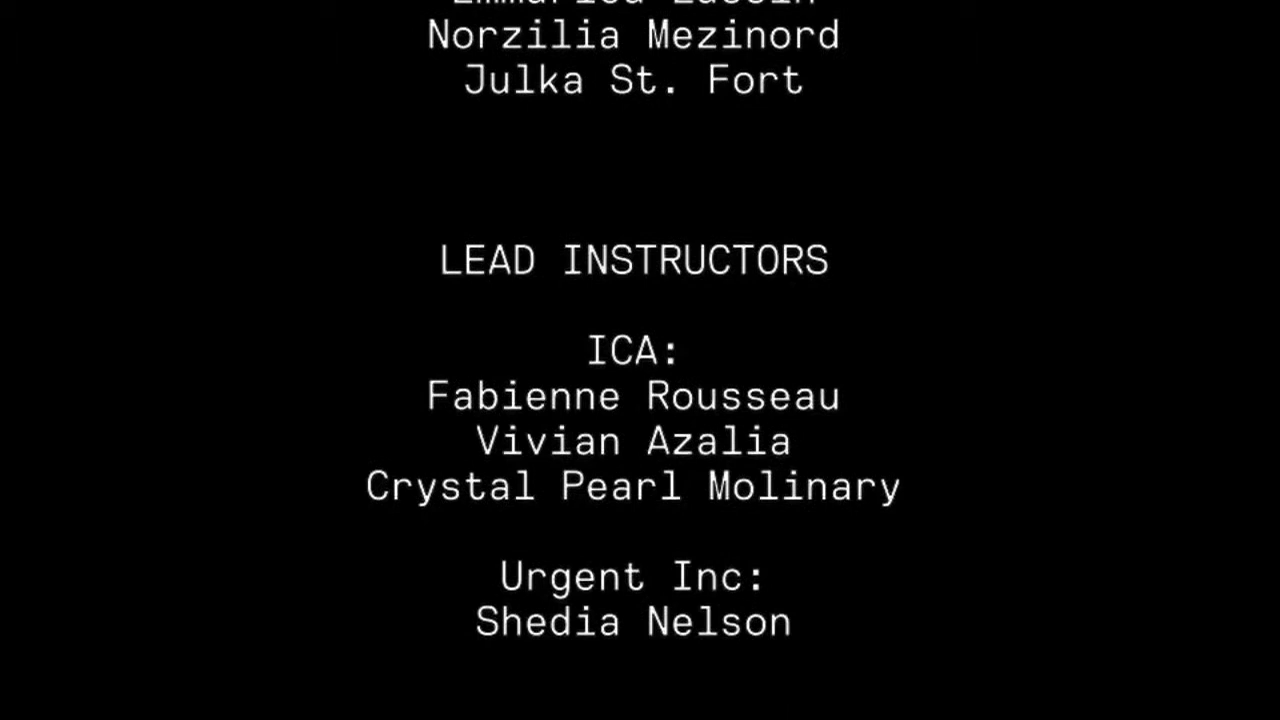 Norzilia Mezinord
Julka St. Fort
LEAD INSTRUCTORS
ICA:
Fabienne Rousseau
Vivian Azalia
Crystal Pearl Molinary
Urgent Inc:
Shedia Nelson